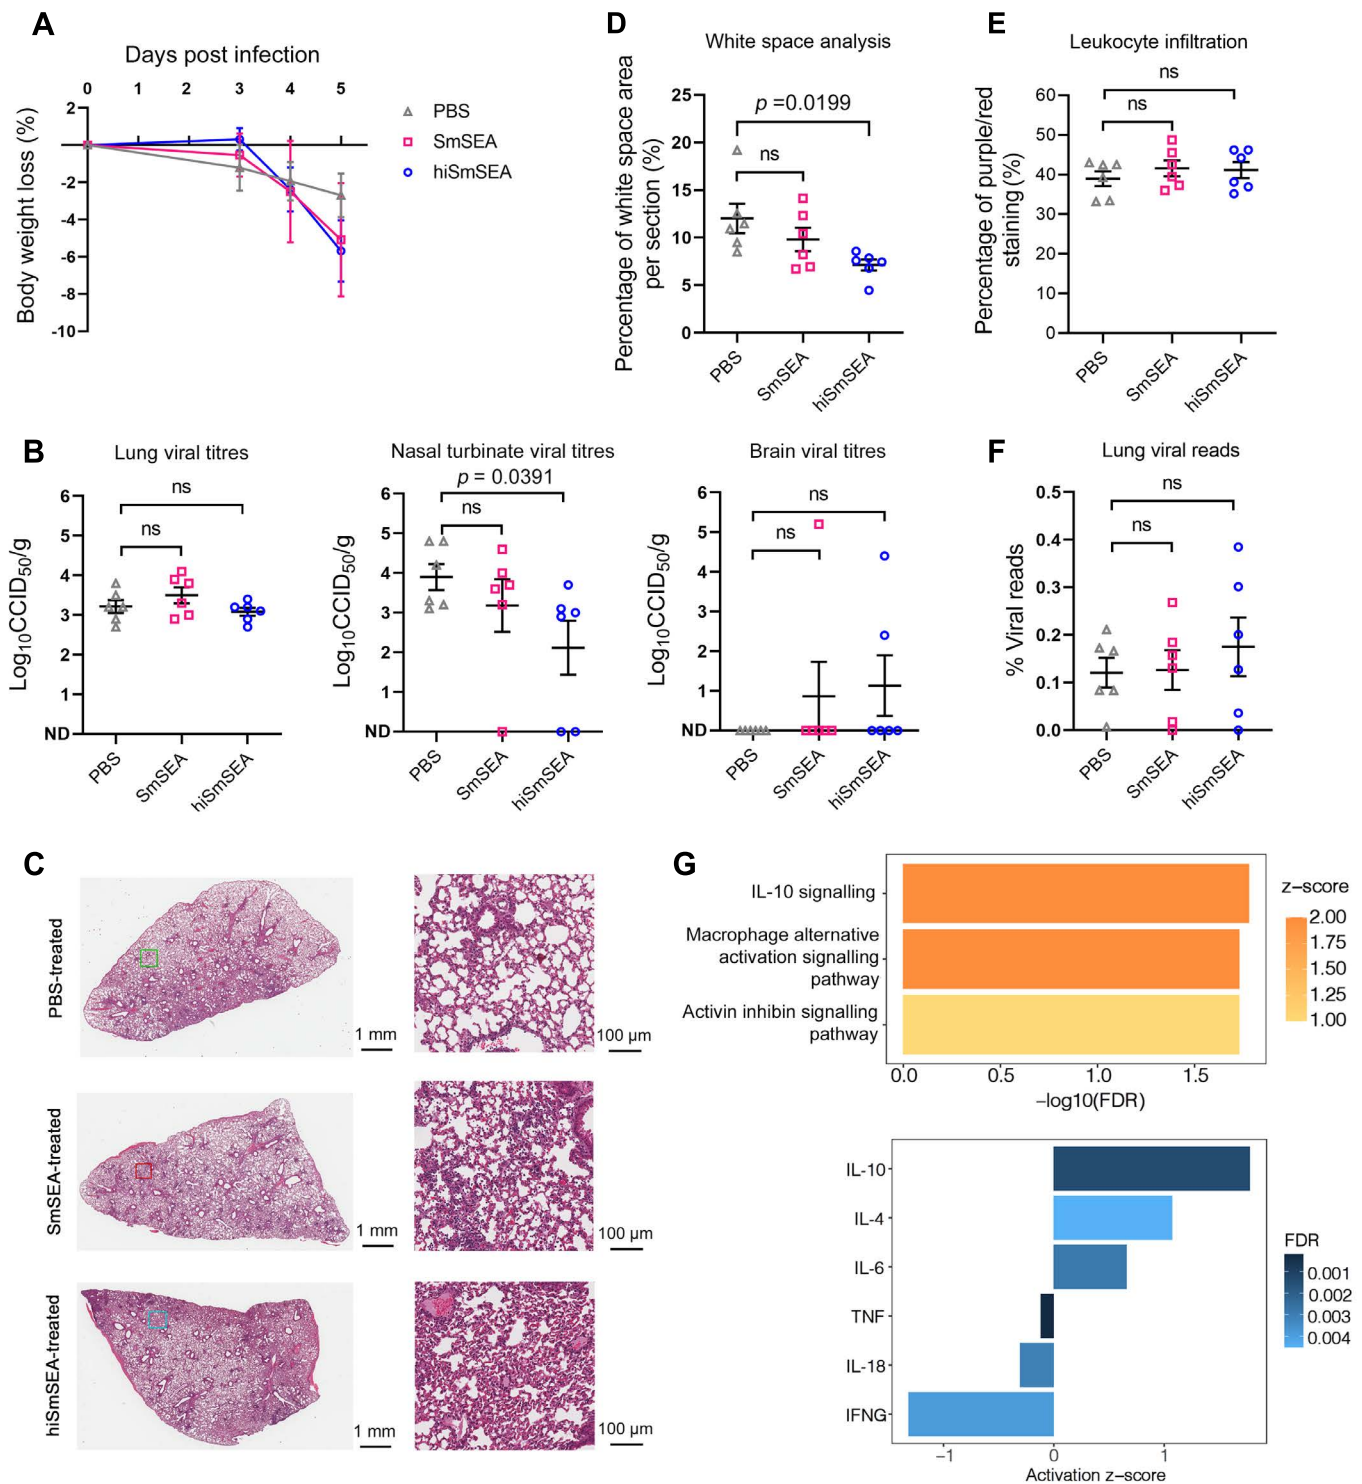 A
Days post infection
0 1 2 3 4 5
Body weight loss (%)
2
-2
-4
-6
-8
-10
PBS
SmSEA
hiSmSEA
D
White space analysis
Percentage of white space area
per section (%)
25
20
15
10
5
0
p =0.0199
ns
PBS
SmSEA
hiSmSEA
E
Leukocyte infiltration
Percentage of purple/red
staining (%)
60
50
40
30
20
10
0
ns
ns
PBS
SmSEA
hiSmSEA
B
Lung viral titres
Log10CCID50/g
6
5
4
3
2
1
ND
ns
ns
PBS
SmSEA
hiSmSEA
Nasal turbinate viral titres
p = 0.0391
Log10CCID50/g
6
5
4
3
2
1
ND
ns
PBS
SmSEA
hiSmSEA
Brain viral titres
Log10CCID50/g
6
5
4
3
2
1
ND
ns
ns
PBS
SmSEA
hiSmSEA
F
Lung viral reads
% Viral reads
0.5
0.4
0.3
0.2
0.1
0.0
ns
ns
PBS
SmSEA
hiSmSEA
C
PBS-treated
1 mm
100 µm
SmSEA-treated
1 mm
100 µm
hiSmSEA-treated
1 mm
100 µm
G
IL-10 signalling
Macrophage alternative
activation signalling
pathway
Activin inhibin signalling
pathway
0.0 0.5 1.0 1.5
−log10(FDR)
z−score
2.00
1.75
1.50
1.25
1.00
IL-10
IL-4
IL-6
TNF
IL-18
IFNG
−1 0 1
Activation z−score
FDR
0.001
0.002
0.003
0.004